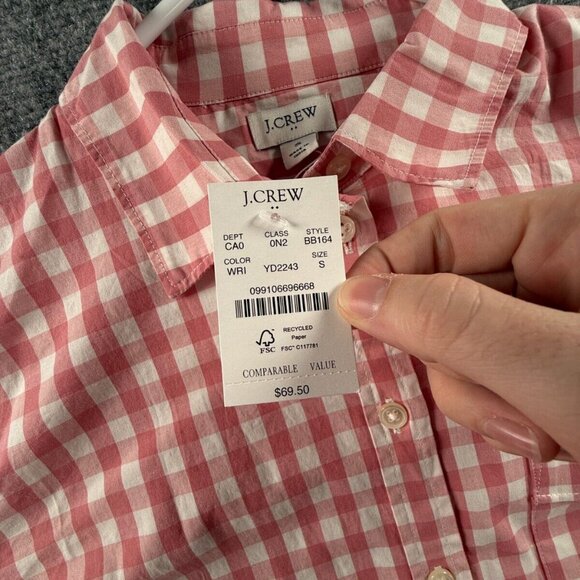 J.CREW
J.CREW
DEPT CLASS STYLE
CA0 0N2 BB164
COLOR SIZE
WRI YD2243 S
099106696668
FSC
RECYCLED
Paper
FSC® C117781
COMPARABLE VALUE
$69.50